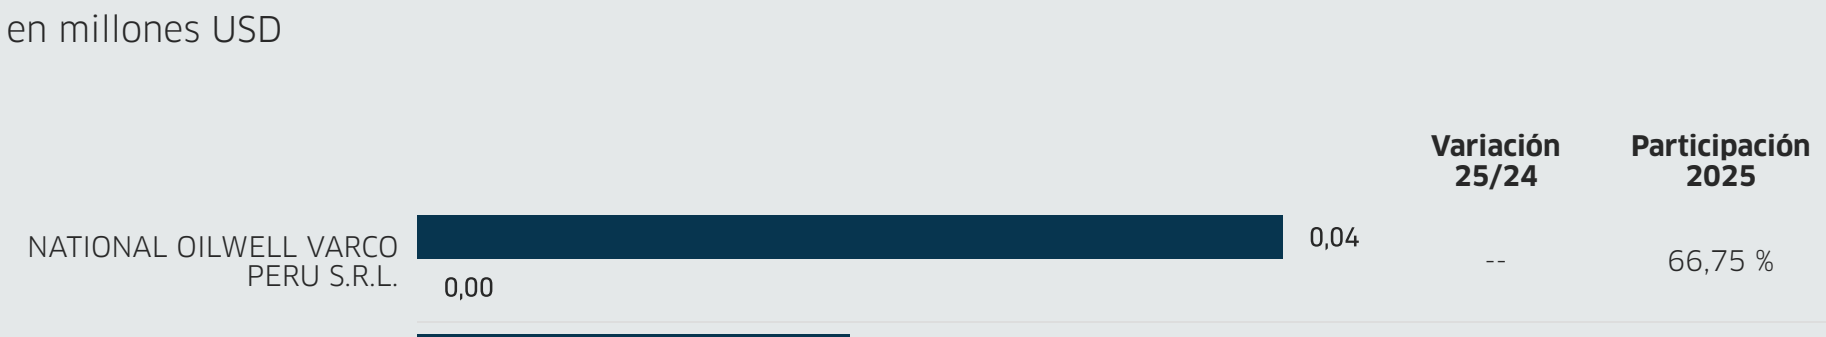 en millones USD
Variación
25/24
Participación
2025
NATIONAL OILWELL VARCO
PERU S.R.L.
0,04
0,00
--
66,75 %